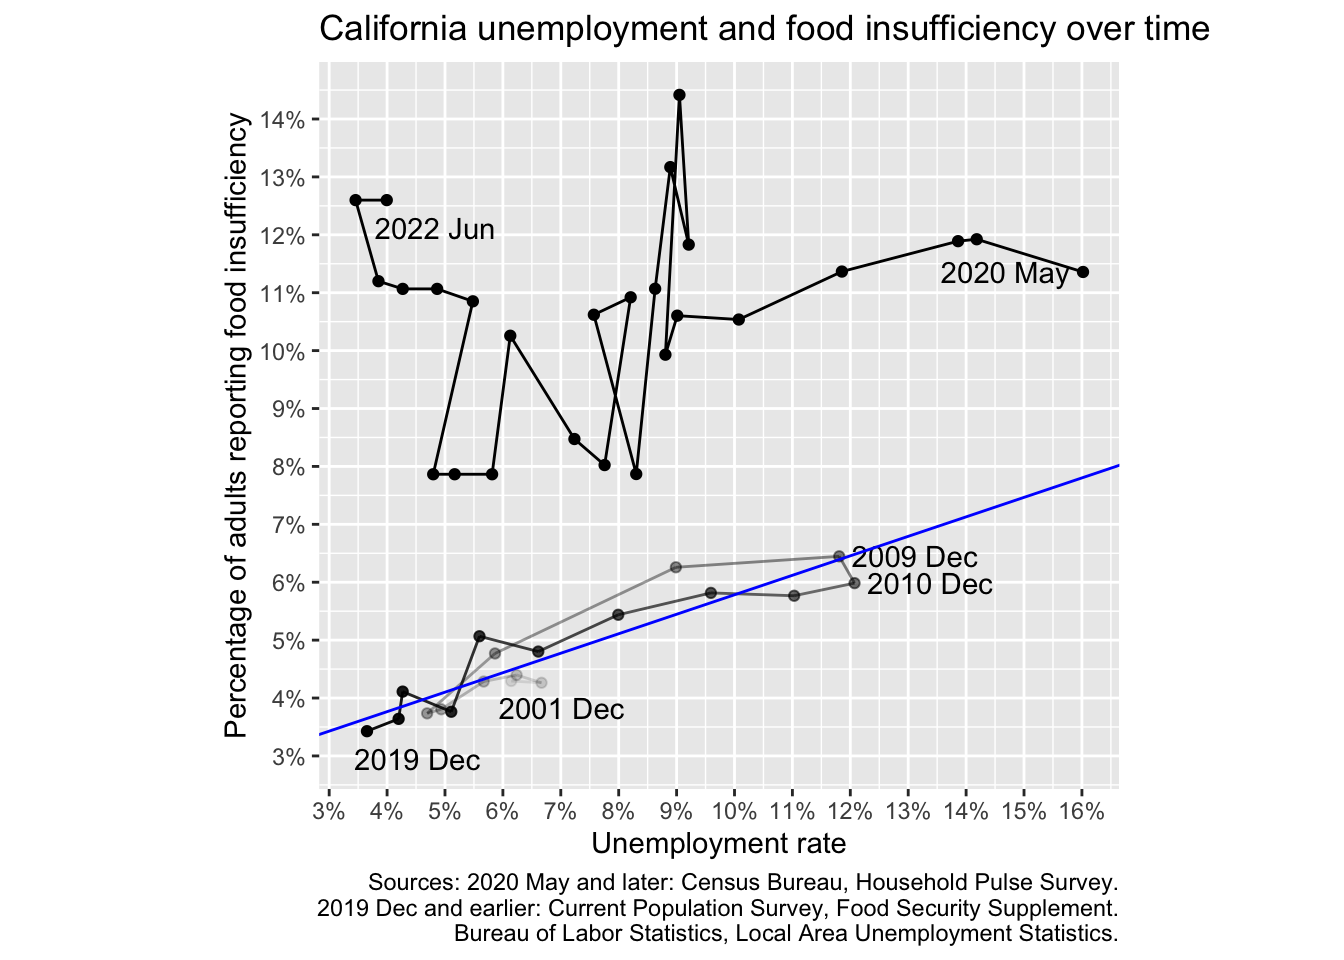 California unemployment and food insufficiency over time
Percentage of adults reporting food insufficiency
14%
13%
12%
11%
10%
9%
8%
7%
6%
5%
4%
3%
2022 Jun
2020 May
2009 Dec
2010 Dec
2001 Dec
2019 Dec
3% 4% 5% 6% 7% 8% 9% 10% 11% 12% 13% 14% 15% 16%
Unemployment rate
Sources: 2020 May and later: Census Bureau, Household Pulse Survey.
2019 Dec and earlier: Current Population Survey, Food Security Supplement.
Bureau of Labor Statistics, Local Area Unemployment Statistics.